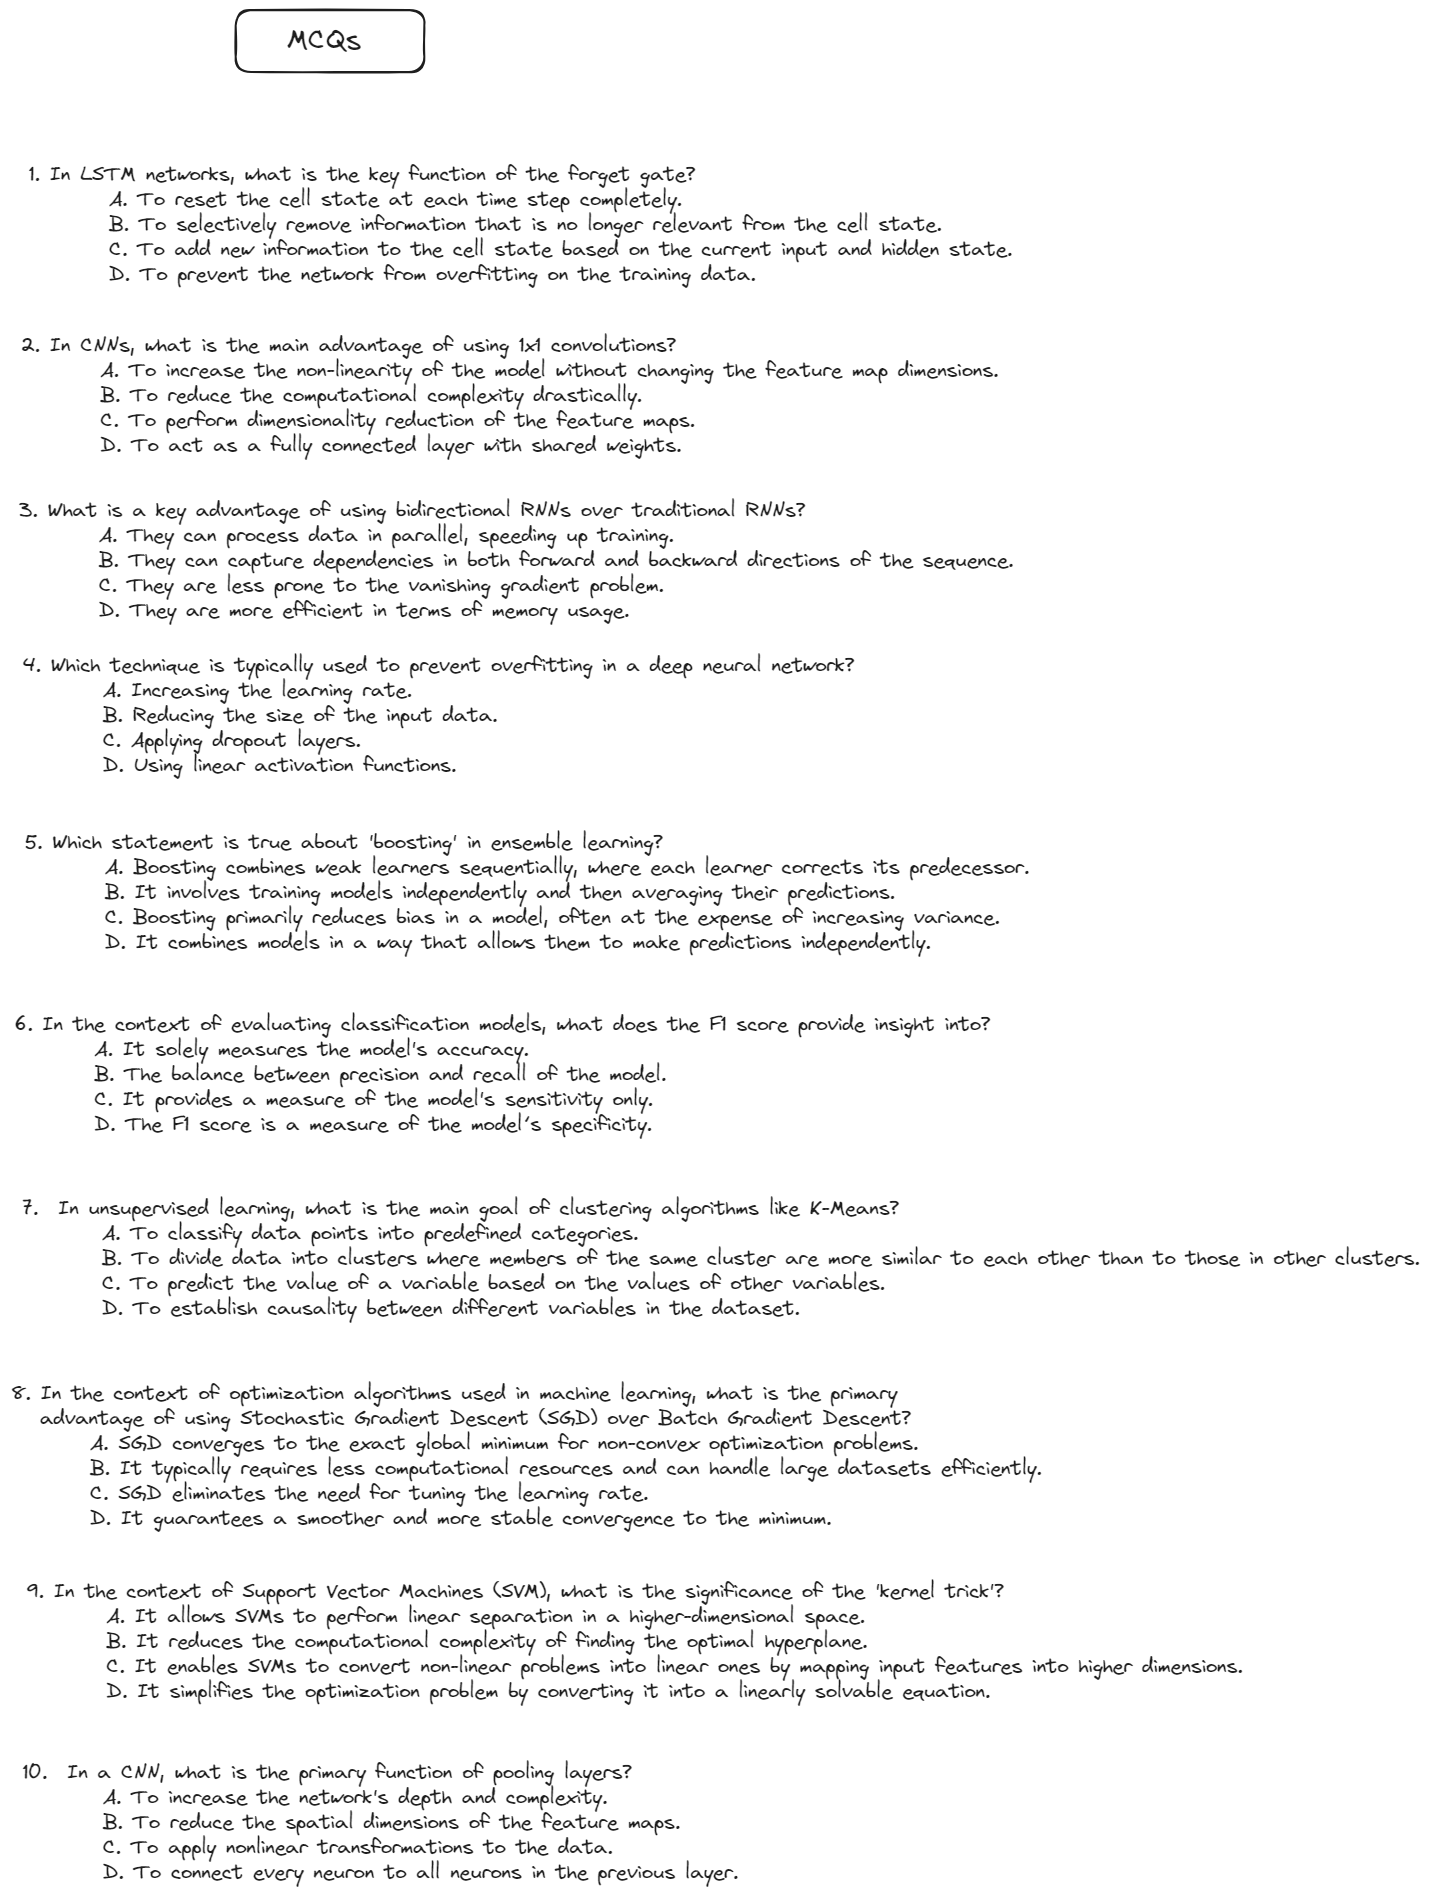 MCQs
1. In LSTM networks, what is the key function of the forget gate?
A. To reset the cell state at each time step completely.
B. To selectively remove information that is no longer relevant from the cell state.
C. To add new information to the cell state based on the current input and hidden state.
D. To prevent the network from overfitting on the training data.
2. In CNNs, what is the main advantage of using 1x1 convolutions?
A. To increase the non-linearity of the model without changing the feature map dimensions.
B. To reduce the computational complexity drastically.
C. To perform dimensionality reduction of the feature maps.
D. To act as a fully connected layer with shared weights.
3. What is a key advantage of using bidirectional RNNs over traditional RNNs?
A. They can process data in parallel, speeding up training.
B. They can capture dependencies in both forward and backward directions of the sequence.
C. They are less prone to the vanishing gradient problem.
D. They are more efficient in terms of memory usage.
4. Which technique is typically used to prevent overfitting in a deep neural network?
A. Increasing the learning rate.
B. Reducing the size of the input data.
C. Applying dropout layers.
D. Using linear activation functions.
5. Which statement is true about 'boosting' in ensemble learning?
A. Boosting combines weak learners sequentially, where each learner corrects its predecessor.
B. It involves training models independently and then averaging their predictions.
C. Boosting primarily reduces bias in a model, often at the expense of increasing variance.
D. It combines models in a way that allows them to make predictions independently.
6. In the context of evaluating classification models, what does the F1 score provide insight into?
A. It solely measures the model's accuracy.
B. The balance between precision and recall of the model.
C. It provides a measure of the model's sensitivity only.
D. The F1 score is a measure of the model's specificity.
7. In unsupervised learning, what is the main goal of clustering algorithms like K-Means?
A. To classify data points into predefined categories.
B. To divide data into clusters where members of the same cluster are more similar to each other than to those in other clusters.
C. To predict the value of a variable based on the values of other variables.
D. To establish causality between different variables in the dataset.
8. In the context of optimization algorithms used in machine learning, what is the primary
advantage of using Stochastic Gradient Descent (SGD) over Batch Gradient Descent?
A. SGD converges to the exact global minimum for non-convex optimization problems.
B. It typically requires less computational resources and can handle large datasets efficiently.
C. SGD eliminates the need for tuning the learning rate.
D. It guarantees a smoother and more stable convergence to the minimum.
9. In the context of Support Vector Machines (SVM), what is the significance of the 'kernel trick'?
A. It allows SVMs to perform linear separation in a higher-dimensional space.
B. It reduces the computational complexity of finding the optimal hyperplane.
C. It enables SVMs to convert non-linear problems into linear ones by mapping input features into higher dimensions.
D. It simplifies the optimization problem by converting it into a linearly solvable equation.
10. In a CNN, what is the primary function of pooling layers?
A. To increase the network's depth and complexity.
B. To reduce the spatial dimensions of the feature maps.
C. To apply nonlinear transformations to the data.
D. To connect every neuron to all neurons in the previous layer.